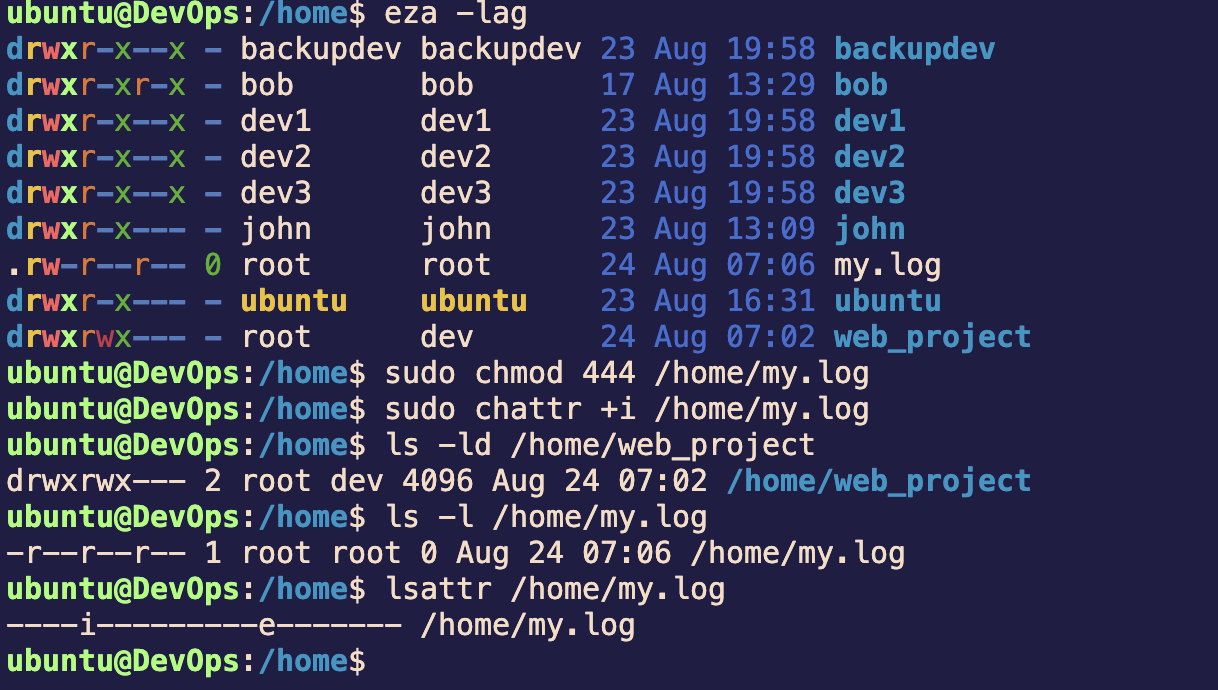 ubuntu@DevOps:/home$ eza -lag
drwxr-x--x - backupdev backupdev 23 Aug 19:58 backupdev
drwxr-xr-x - bob       bob       17 Aug 13:29 bob
drwxr-x--x - dev1      dev1      23 Aug 19:58 dev1
drwxr-x--x - dev2      dev2      23 Aug 19:58 dev2
drwxr-x--x - dev3      dev3      23 Aug 19:58 dev3
drwxr-x--- - john      john      23 Aug 13:09 john
.rw-r--r-- 0 root      root      24 Aug 07:06 my.log
drwxr-x--- - ubuntu    ubuntu    23 Aug 16:31 ubuntu
drwxrwx--- - root      dev       24 Aug 07:02 web_project
ubuntu@DevOps:/home$ sudo chmod 444 /home/my.log
ubuntu@DevOps:/home$ sudo chattr +i /home/my.log
ubuntu@DevOps:/home$ ls -ld /home/web_project
drwxrwx--- 2 root dev 4096 Aug 24 07:02 /home/web_project
ubuntu@DevOps:/home$ ls -l /home/my.log
-r--r--r-- 1 root root 0 Aug 24 07:06 /home/my.log
ubuntu@DevOps:/home$ lsattr /home/my.log
----i---------e------- /home/my.log
ubuntu@DevOps:/home$